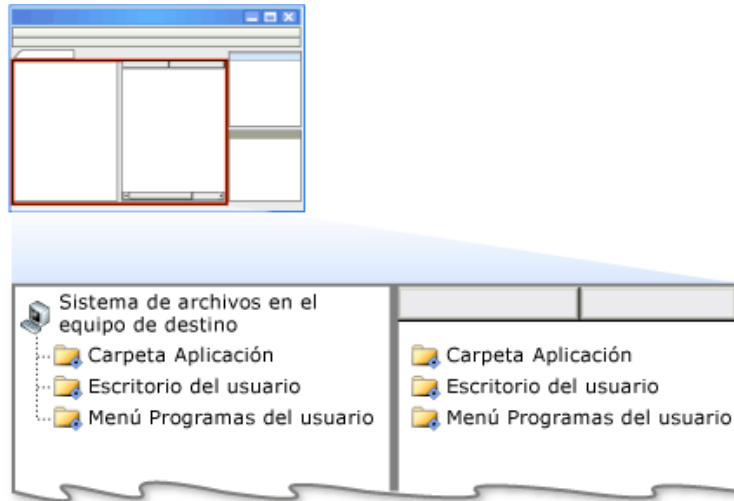 Sistema de archivos en el
equipo de destino
Carpeta Aplicación
Escritorio del usuario
Menú Programas del usuario
Carpeta Aplicación
Escritorio del usuario
Menú Programas del usuario